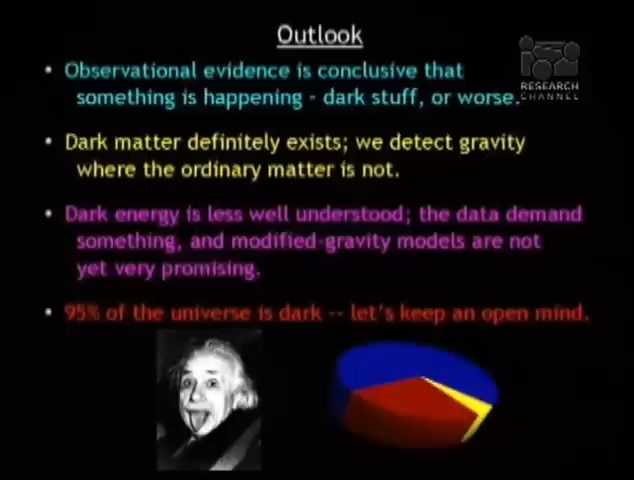 Outlook
RESEARCH
CHANNEL
• Observational evidence is conclusive that
something is happening - dark stuff, or worse.
• Dark matter definitely exists; we detect gravity
where the ordinary matter is not.
• Dark energy is less well understood; the data demand
something, and modified-gravity models are not
yet very promising.
• 95% of the universe is dark -- let's keep an open mind.